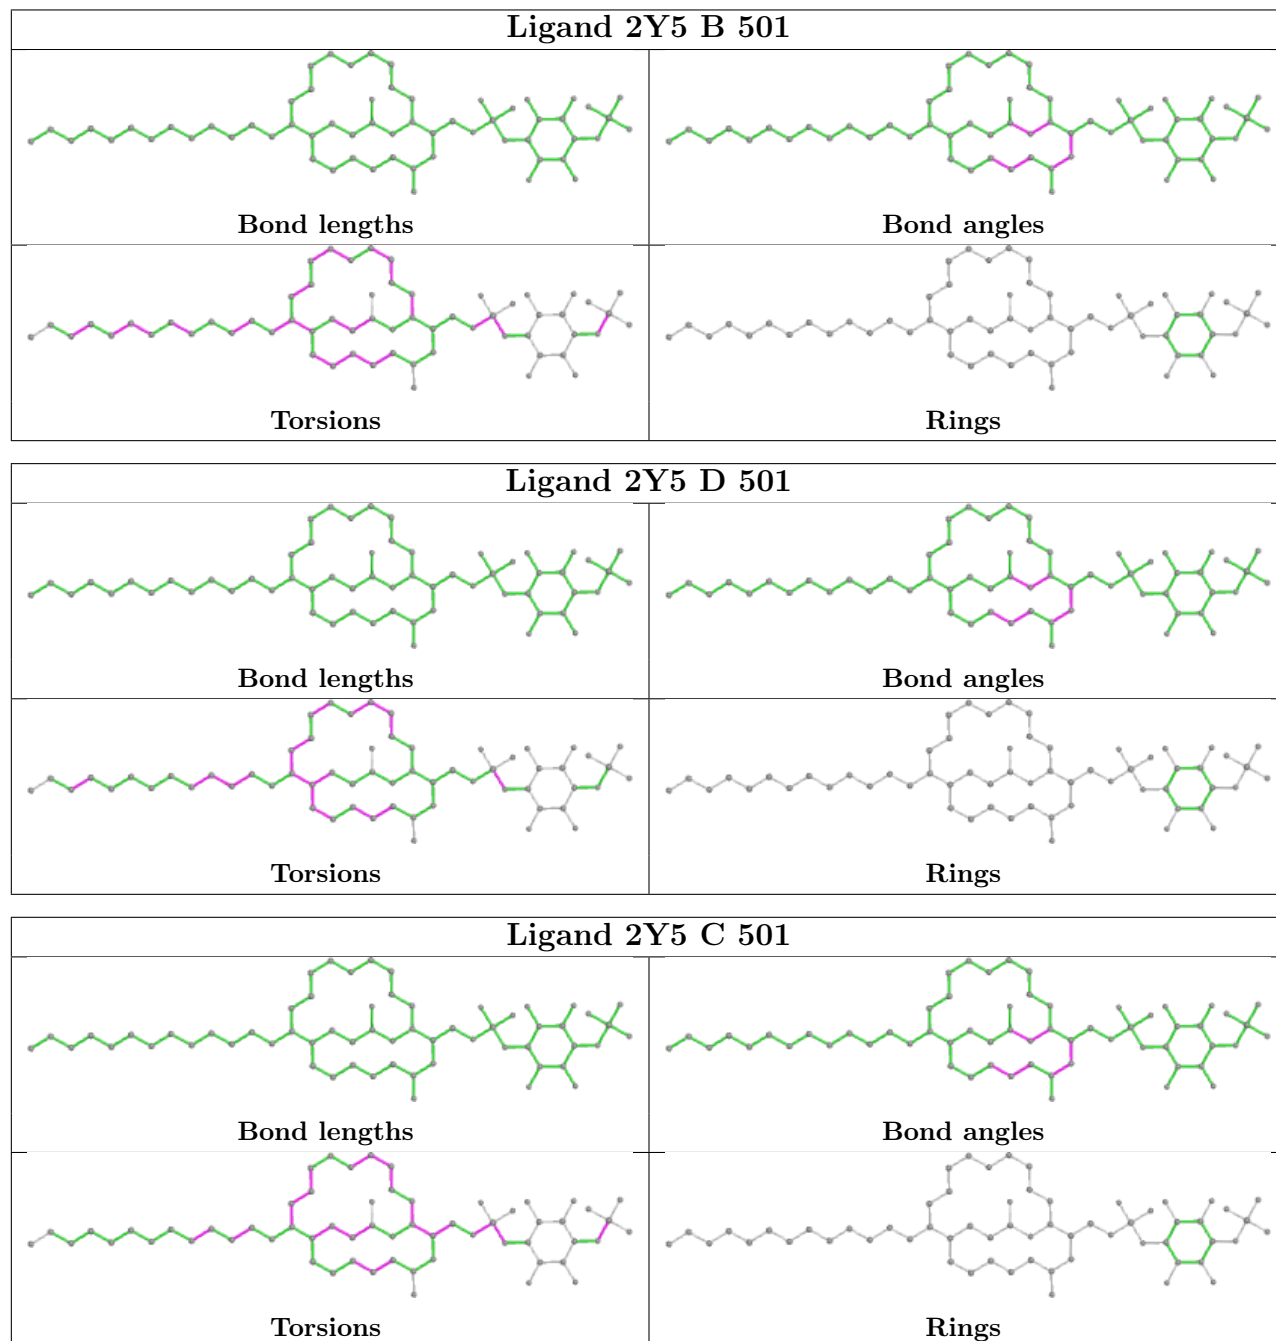 Ligand 2Y5 B 501
Bond lengths
Bond angles
Torsions
Rings
Ligand 2Y5 D 501
Bond lengths
Bond angles
Torsions
Rings
Ligand 2Y5 C 501
Bond lengths
Bond angles
Torsions
Rings